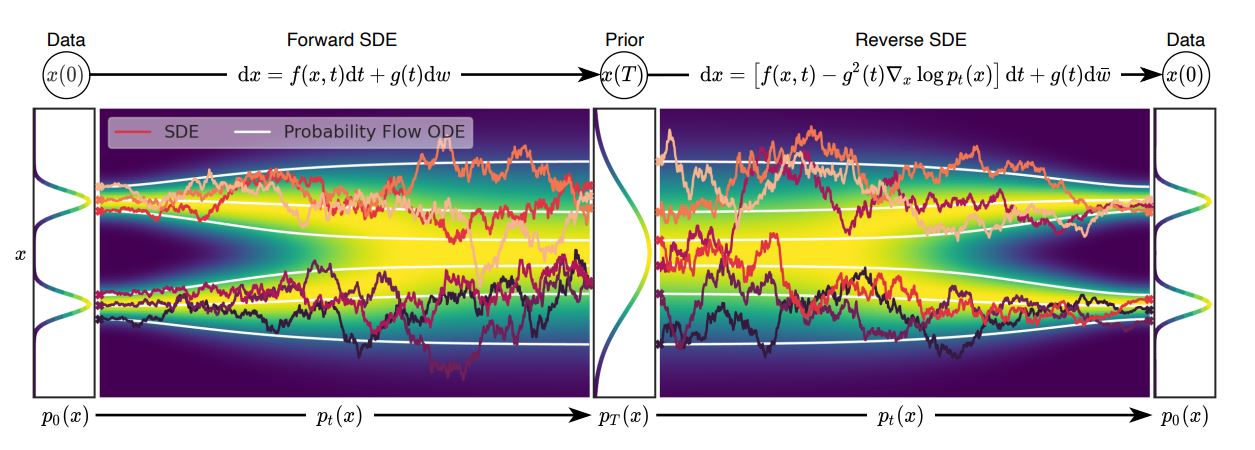 Data Forward SDE Prior Reverse SDE Data
x(0) dx = f(x, t)dt + g(t)dw x(T) dx = [f(x, t) − g²(t)∇ₓ log pₜ(x)] dt + g(t)dw̄ x(0)
SDE Probability Flow ODE
x
p₀(x) pₜ(x) p_T(x) pₜ(x) p₀(x)